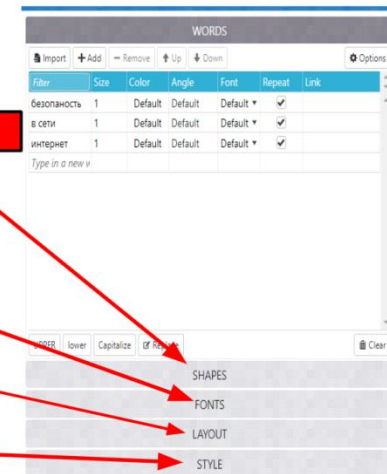 WORDS
Import Add Remove Up Down Options
Filter Size Color Angle Font Repeat Link
безопаность 1 Default Default Default
в сети 1 Default Default Default
интернет 1 Default Default Default
Type in a new w
UPPER lower Capitalize Replace Clear
SHAPES
FONTS
LAYOUT
STYLE